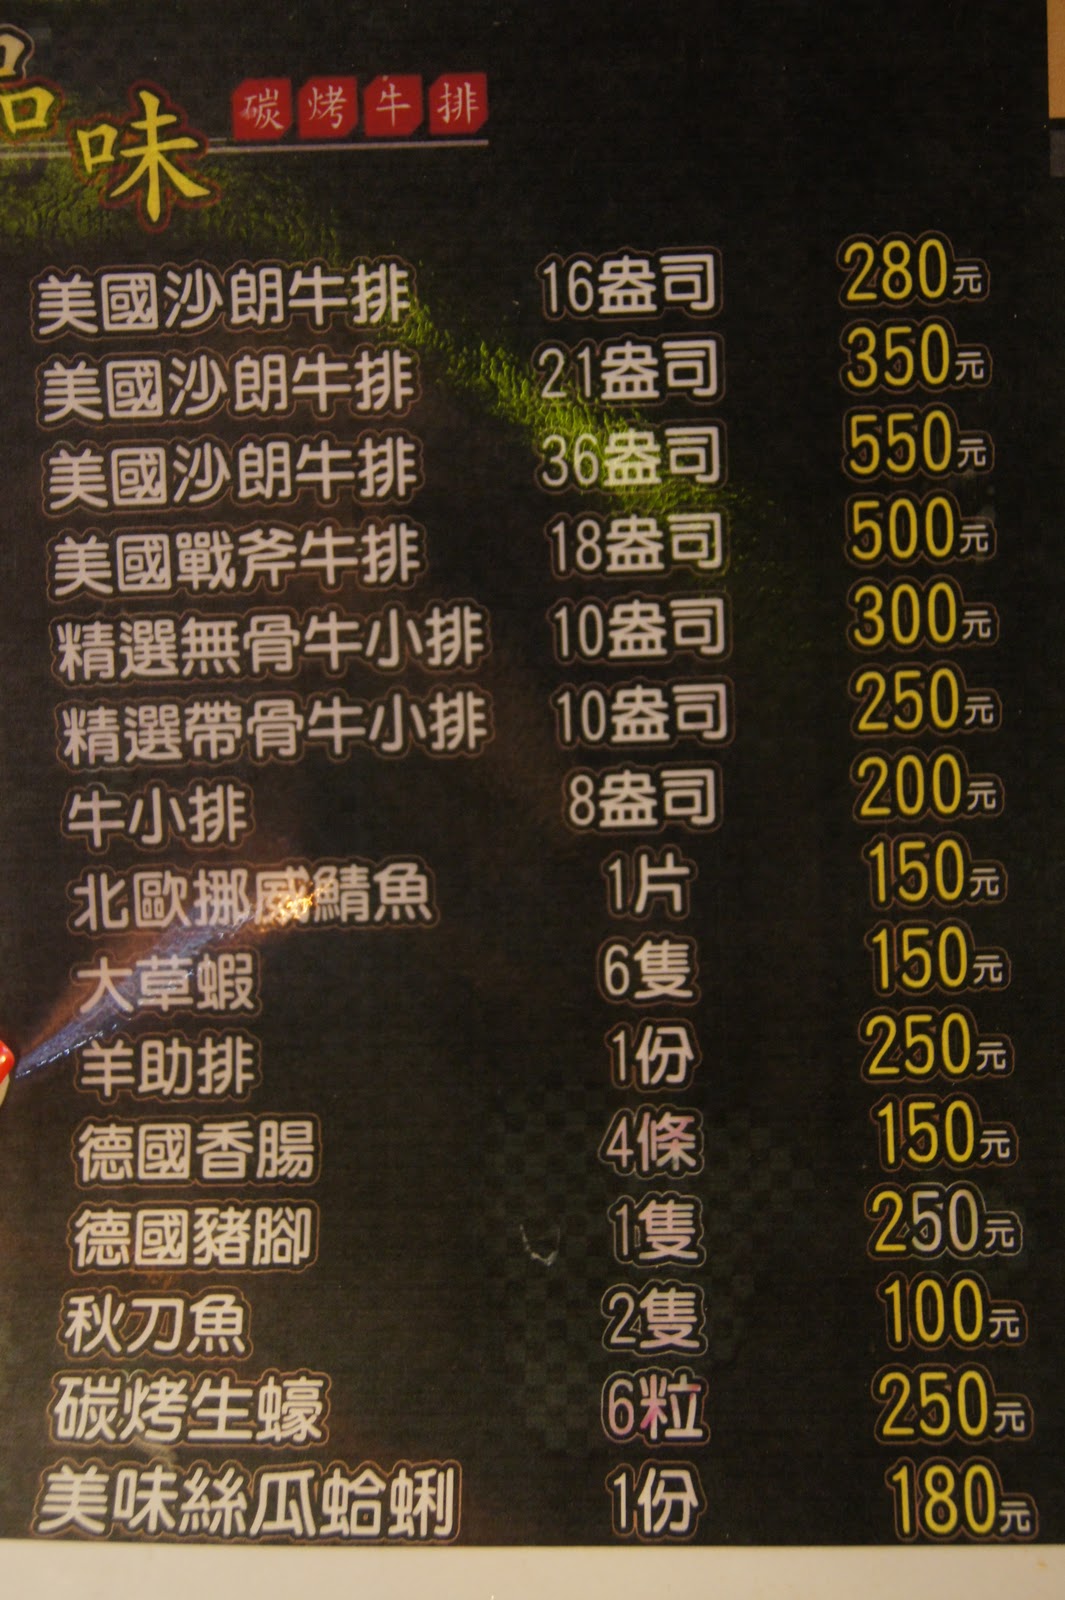 品味 碳烤牛排
美國沙朗牛排 16盎司 280元
美國沙朗牛排 21盎司 350元
美國沙朗牛排 36盎司 550元
美國戰斧牛排 18盎司 500元
精選無骨牛小排 10盎司 300元
精選帶骨牛小排 10盎司 250元
牛小排 8盎司 200元
北歐挪威鯖魚 1片 150元
大草蝦 6隻 150元
羊助排 1份 250元
德國香腸 4條 150元
德國豬腳 1隻 250元
秋刀魚 2隻 100元
碳烤生蠔 6粒 250元
美味絲瓜蛤蜊 1份 180元